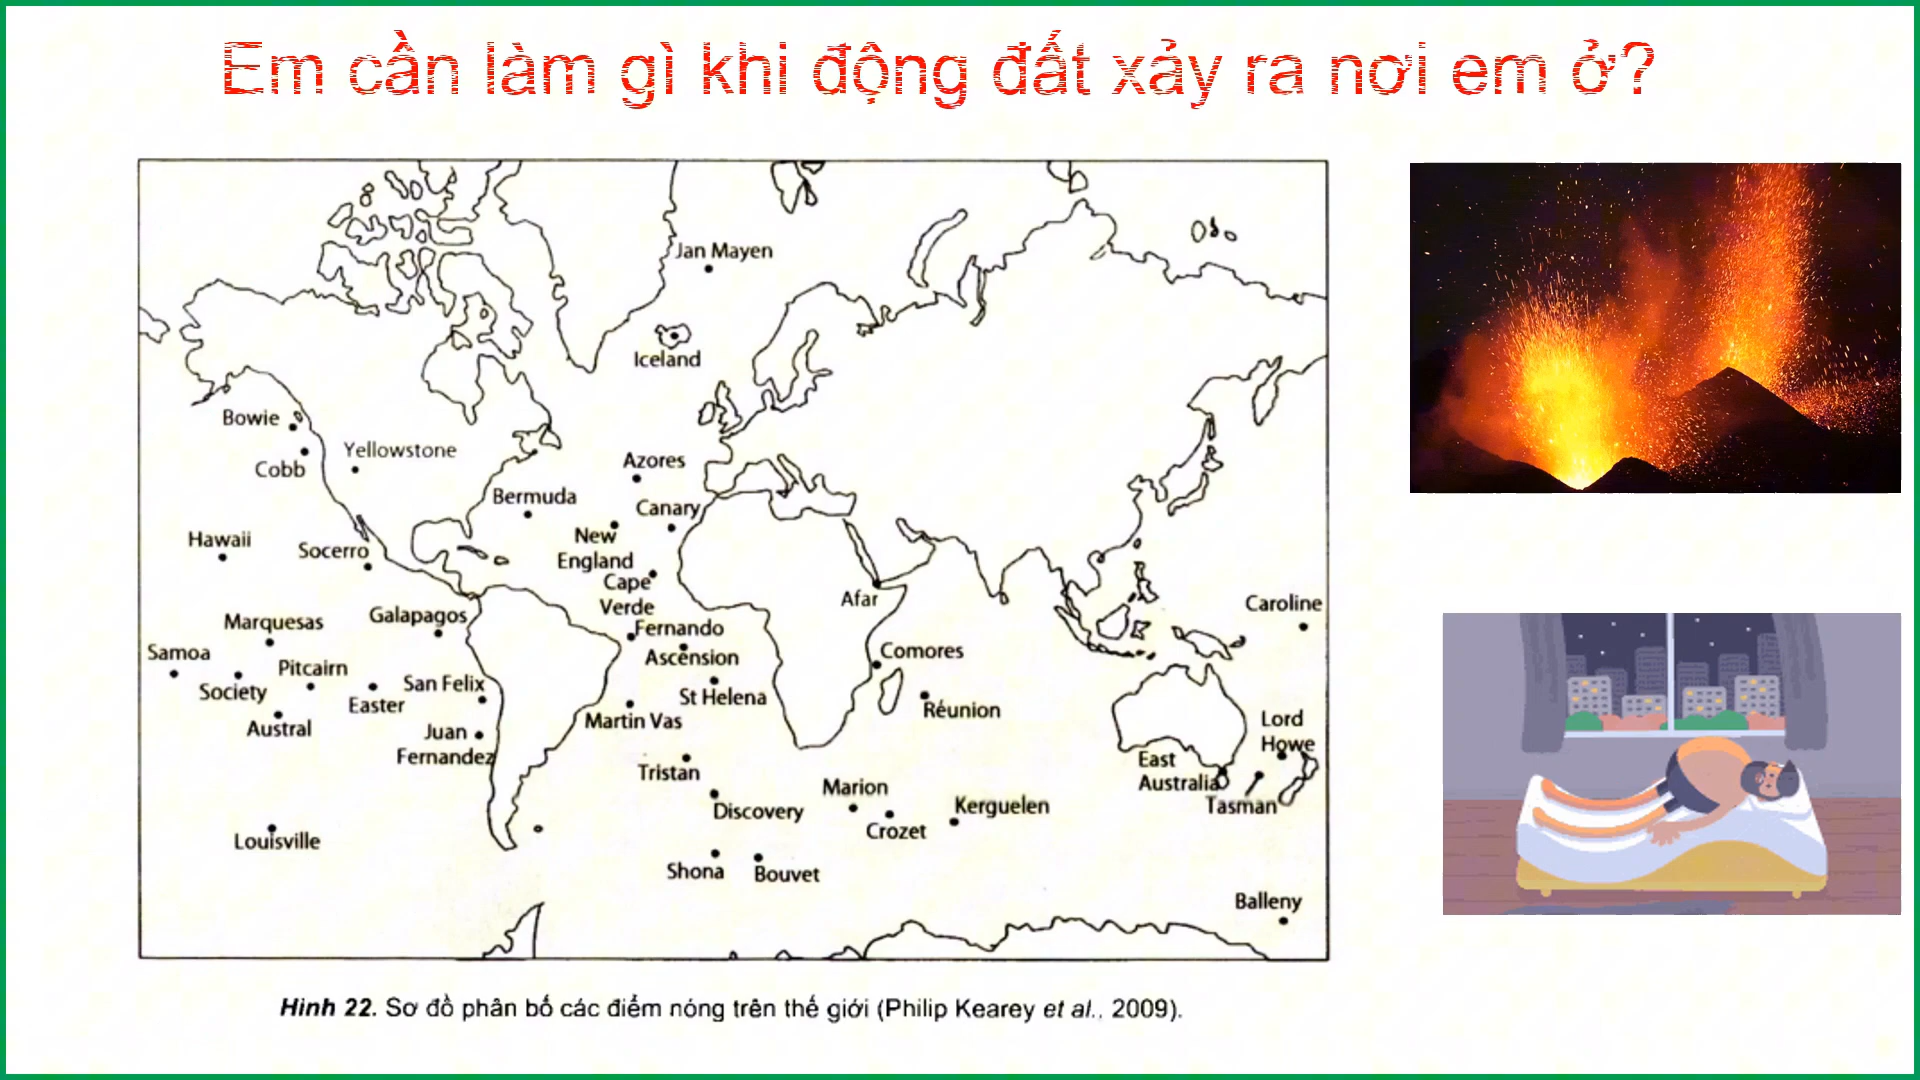 Em cần làm gì khi động đất xảy ra nơi em ở?
Jan Mayen
Iceland
Bowie
Cobb
Yellowstone
Azores
Bermuda
Canary
New
England
Hawaii
Socerro
Cape
Verde
Afar
Caroline
Marquesas
Galapagos
Fernando
Ascension
Comores
Samoa
Society
Pitcairn
Easter
San Felix
St Helena
Martin Vas
Réunion
Austral
Juan
Fernandez
Lord
Howe
East
Australia
Tasman
Tristan
Discovery
Marion
Crozet
Kerguelen
Louisville
Shona
Bouvet
Balleny
Hình 22. Sơ đồ phân bố các điểm nóng trên thế giới (Philip Kearey et al., 2009).